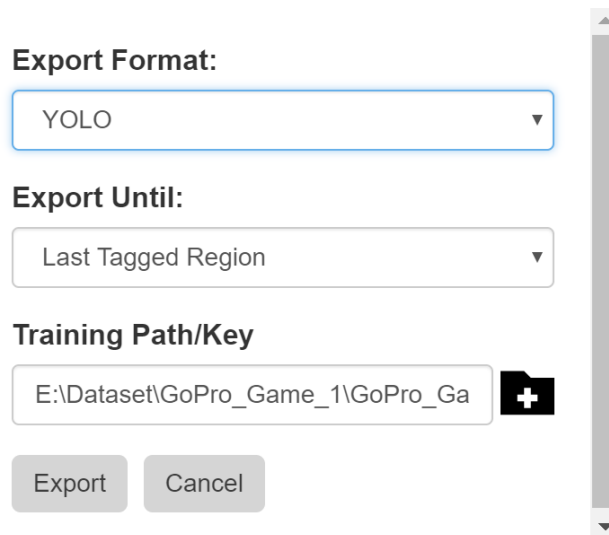 Export Format:
YOLO
Export Until:
Last Tagged Region
Training Path/Key
E:\Dataset\GoPro_Game_1\GoPro_Ga
Export Cancel